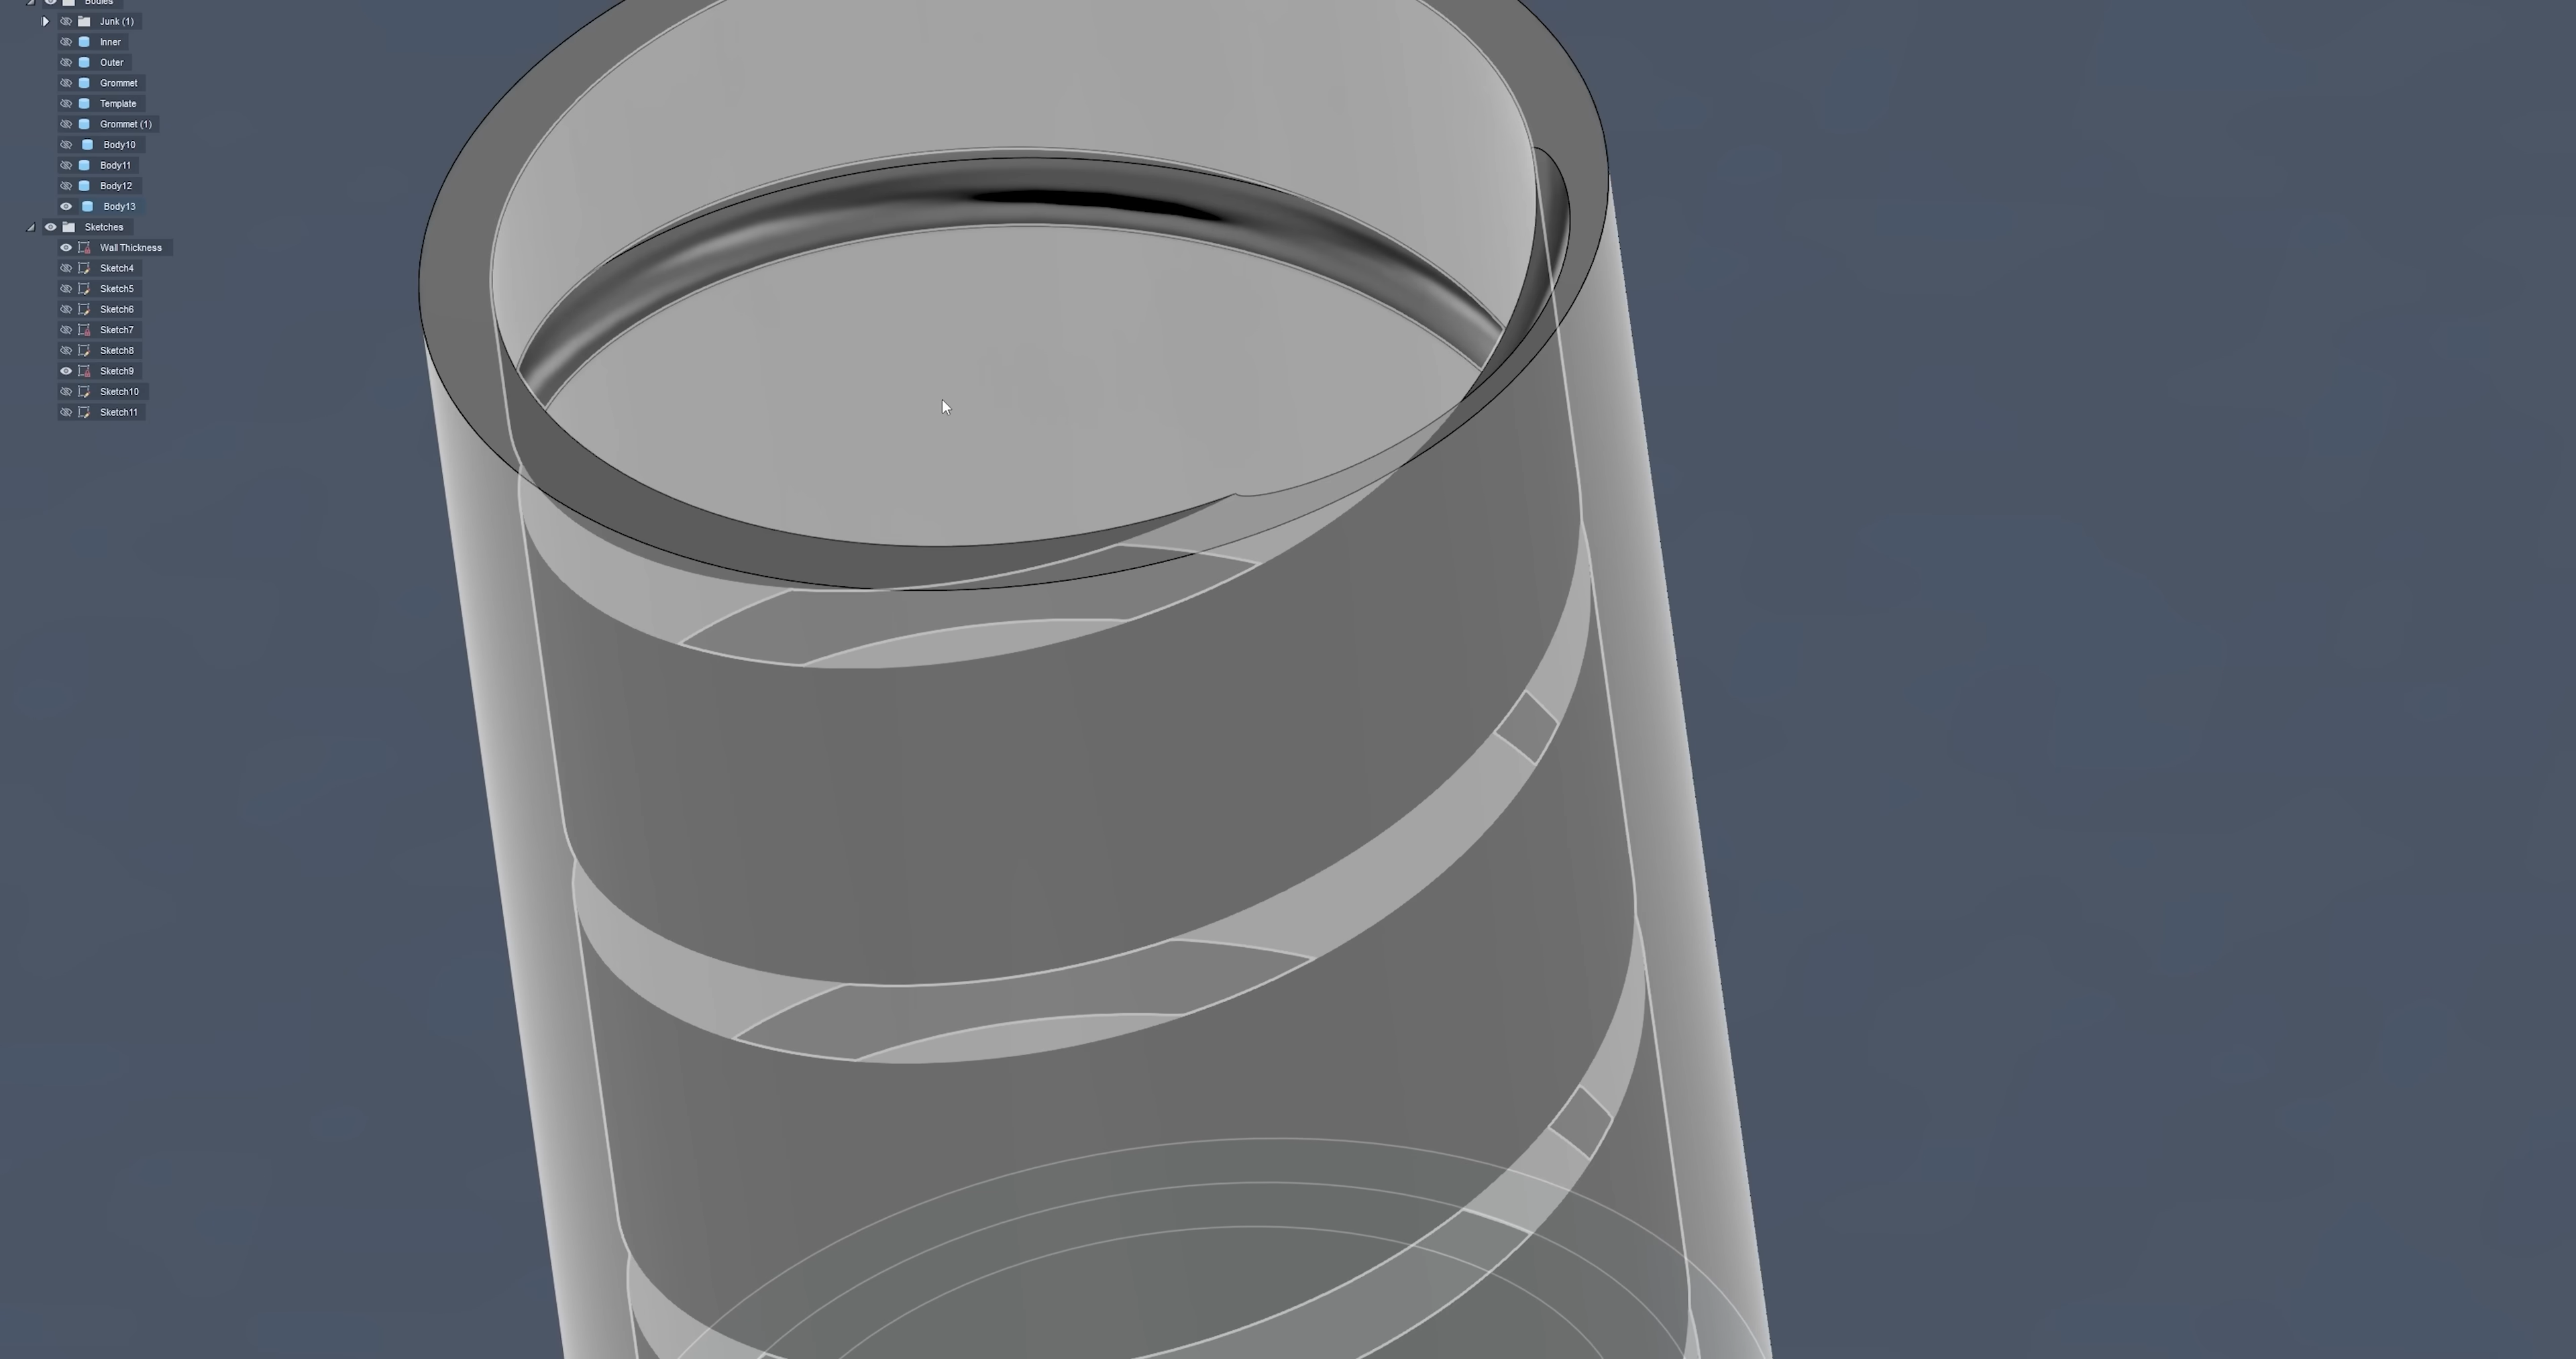 Bodies
Junk (1)
Inner
Outer
Grommet
Template
Grommet (1)
Body10
Body11
Body12
Body13
Sketches
Wall Thickness
Sketch4
Sketch5
Sketch6
Sketch7
Sketch8
Sketch9
Sketch10
Sketch11